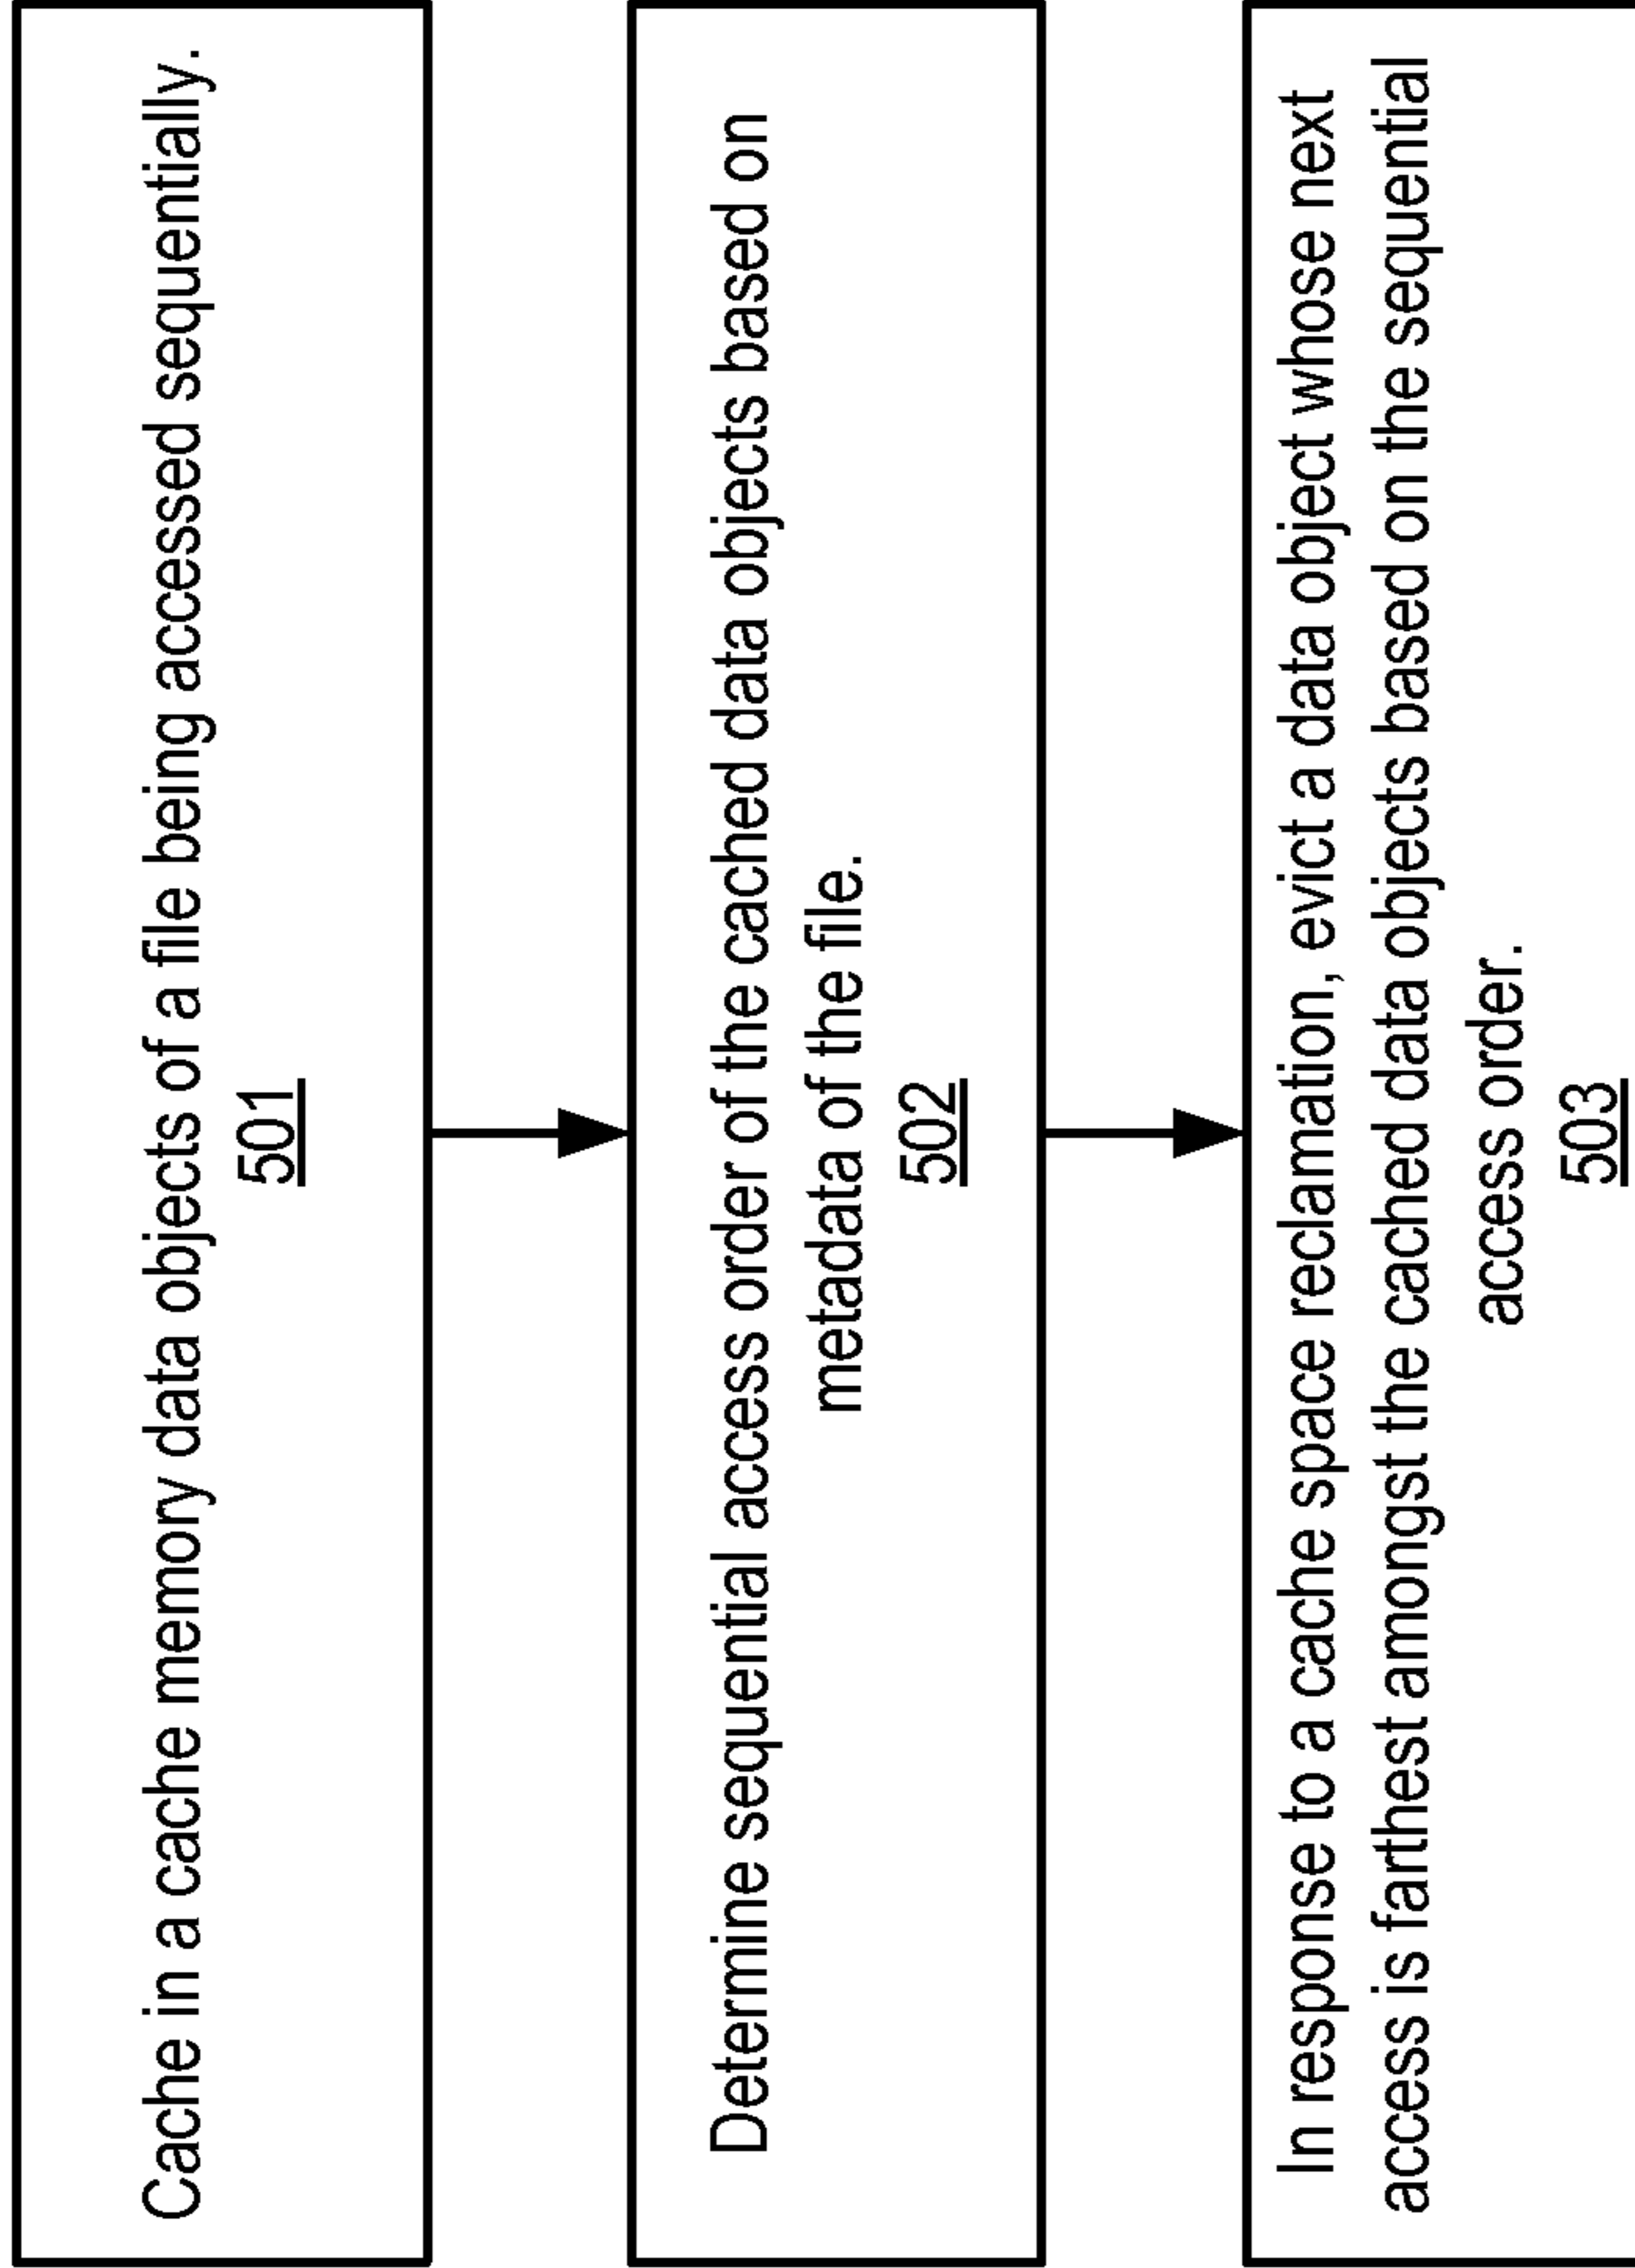 Cache in a cache memory data objects of a file being accessed sequentially.
501
Determine sequential access order of the cached data objects based on
metadata of the file.
502
In response to a cache space reclamation, evict a data object whose next
access is farthest amongst the cached data objects based on the sequential
access order.
503